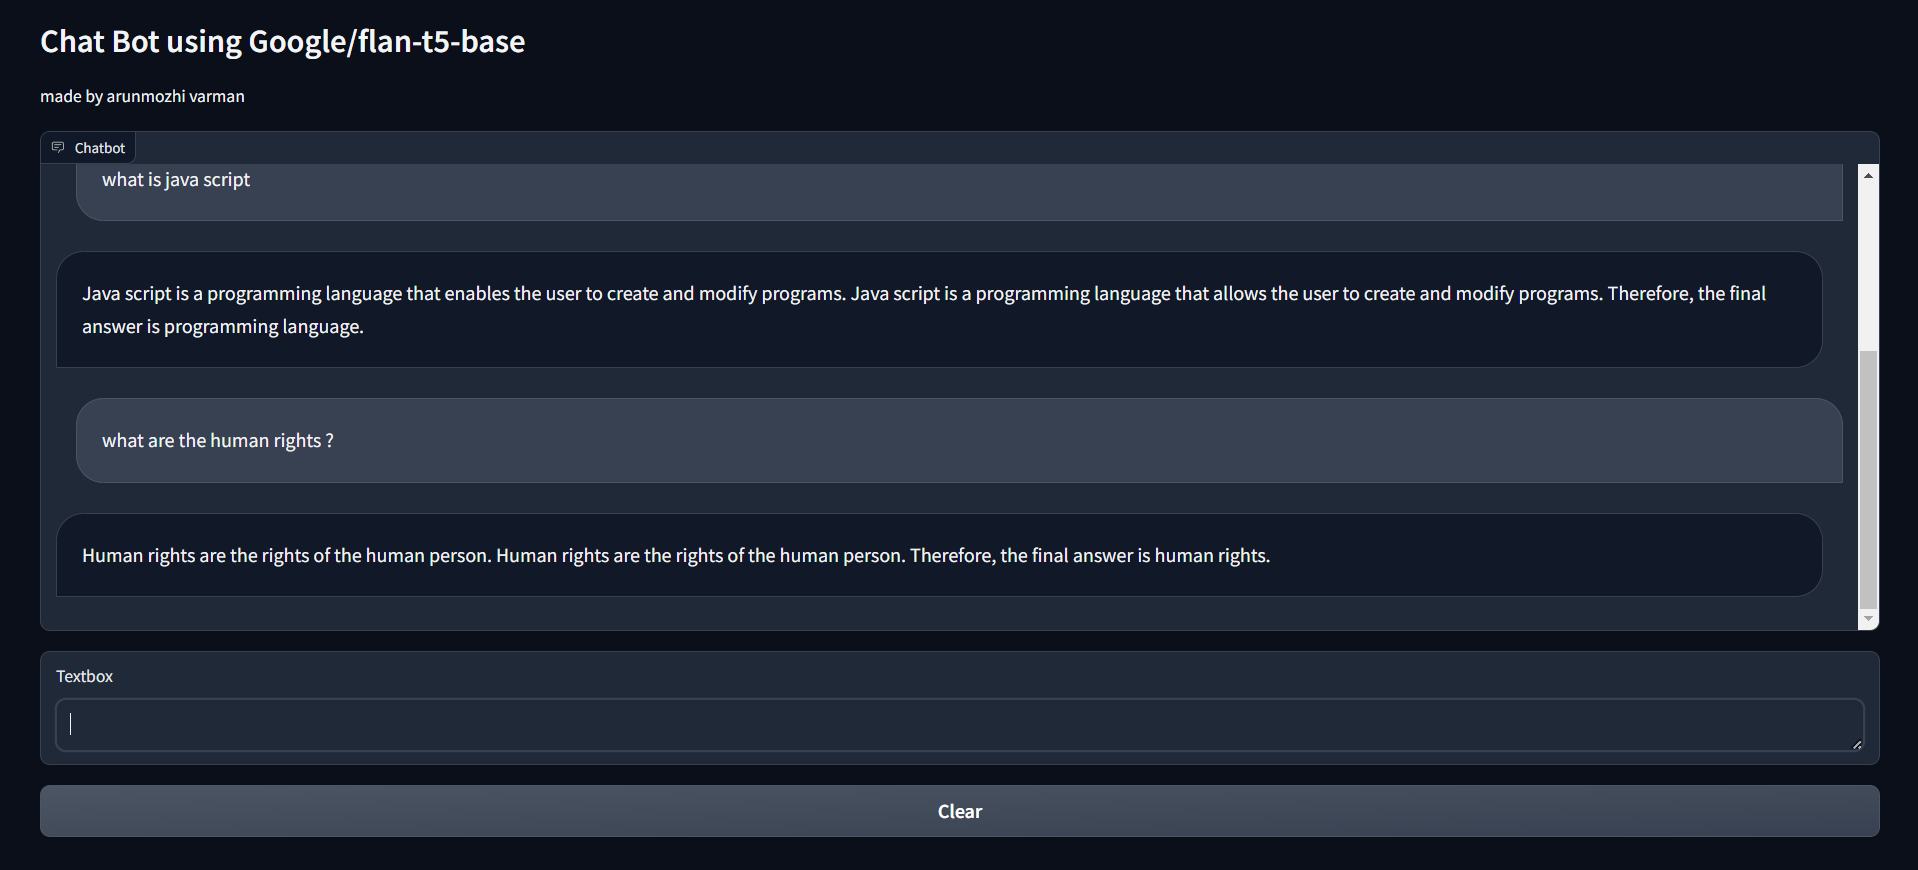 Chat Bot using Google/flan-t5-base
made by arunmozhi varman
Chatbot
what is java script
Java script is a programming language that enables the user to create and modify programs. Java script is a programming language that allows the user to create and modify programs. Therefore, the final
answer is programming language.
what are the human rights ?
Human rights are the rights of the human person. Human rights are the rights of the human person. Therefore, the final answer is human rights.
Textbox
Clear